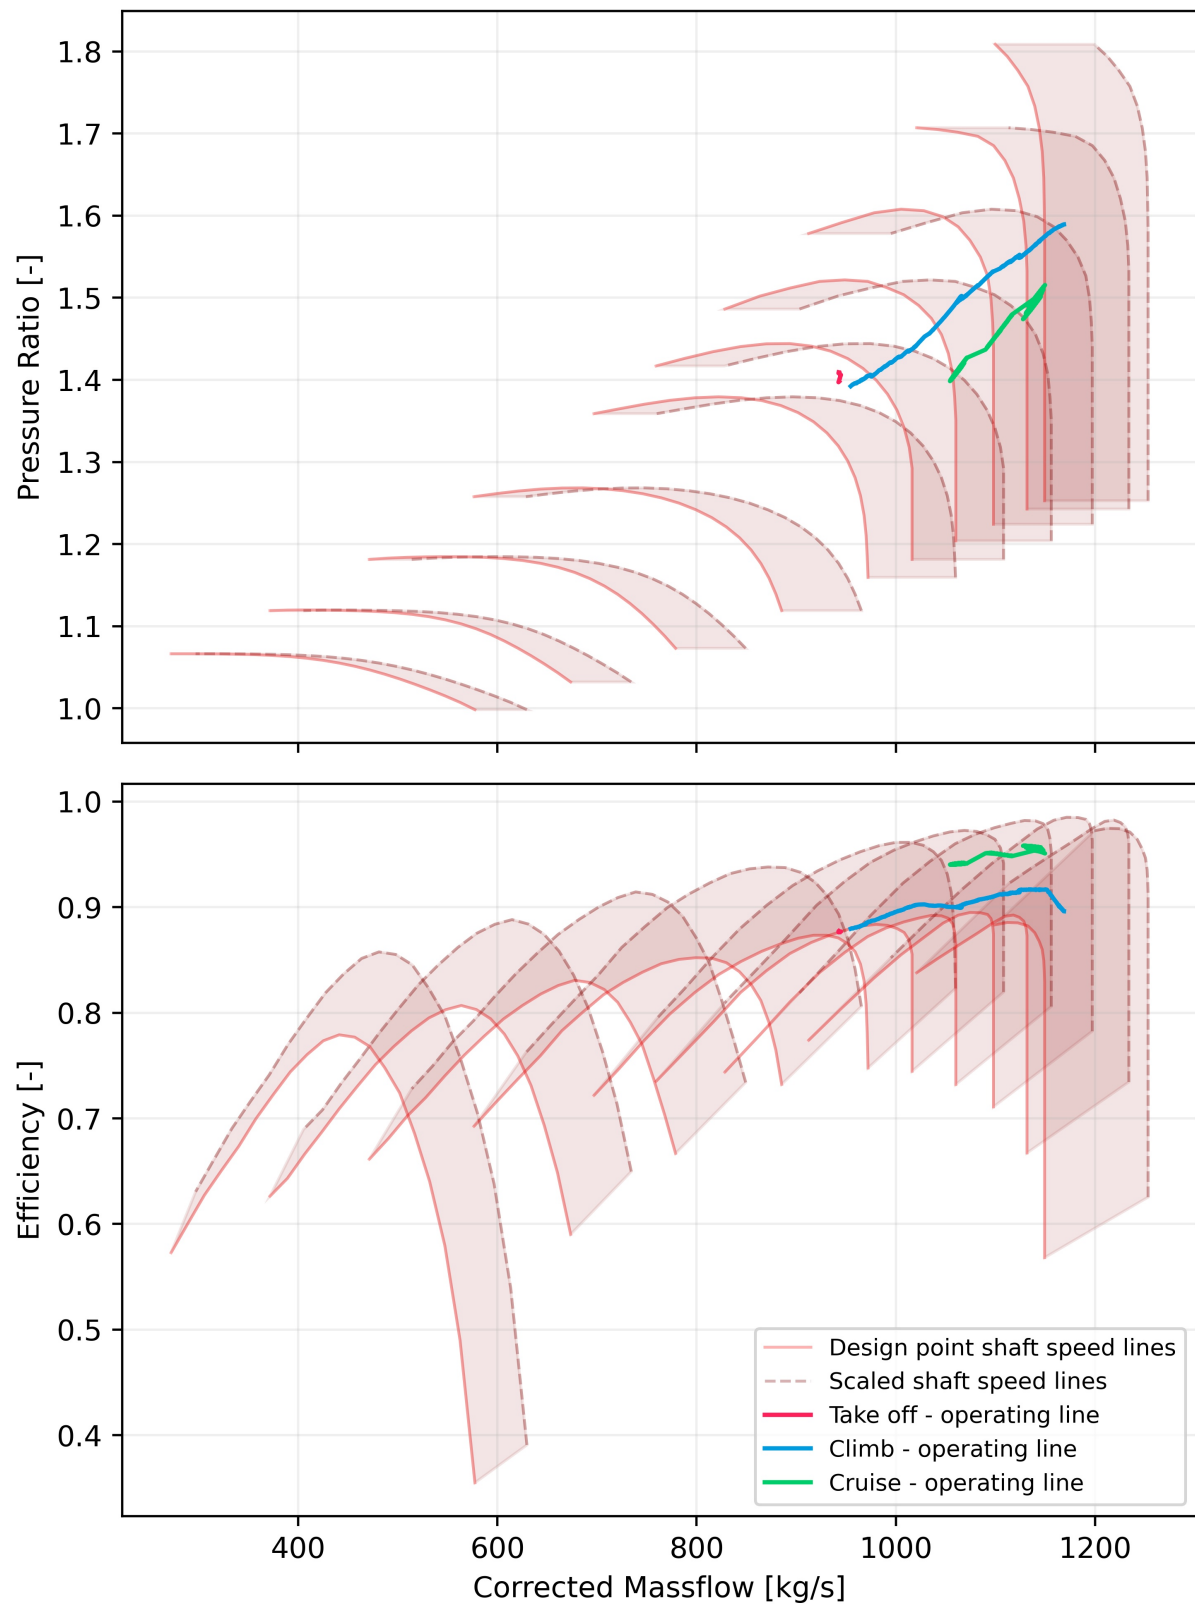 1.8
1.7
1.6
1.5
1.4
1.3
1.2
1.1
1.0
Pressure Ratio [-]
1.0
0.9
0.8
0.7
0.6
0.5
0.4
Efficiency [-]
Design point shaft speed lines
Scaled shaft speed lines
Take off - operating line
Climb - operating line
Cruise - operating line
400 600 800 1000 1200
Corrected Massflow [kg/s]